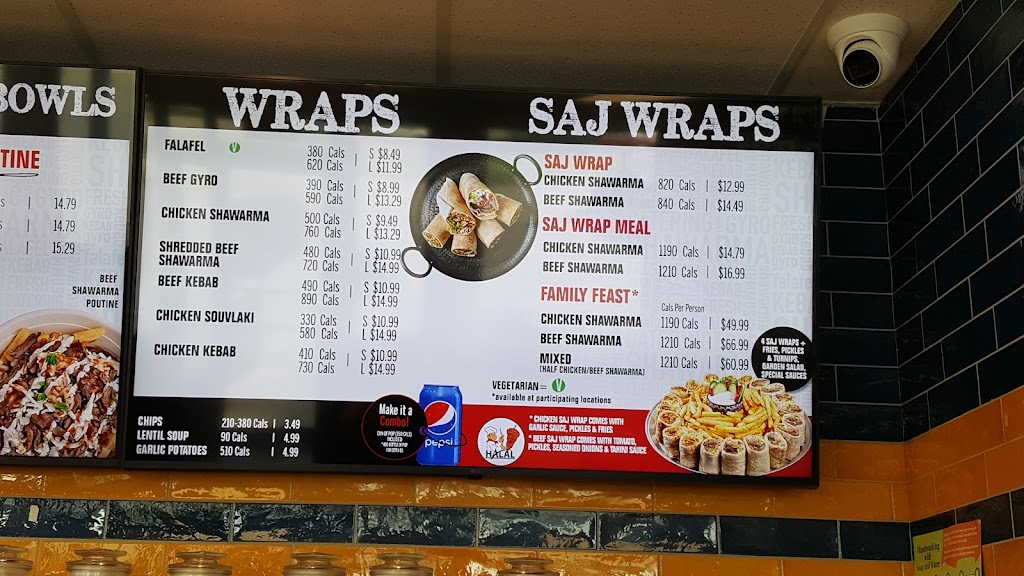 BOWLS
TINE
14.79
14.79
15.29
BEEF
SHAWARMA
POUTINE
WRAPS
FALAFEL V 380 Cals | S $8.49
620 Cals | L $11.99
BEEF GYRO 390 Cals | S $8.99
590 Cals | L $13.29
CHICKEN SHAWARMA 500 Cals | S $9.49
760 Cals | L $13.29
SHREDDED BEEF
SHAWARMA 480 Cals | S $10.99
720 Cals | L $14.99
BEEF KEBAB 490 Cals | S $10.99
890 Cals | L $14.99
CHICKEN SOUVLAKI 330 Cals | S $10.99
580 Cals | L $14.99
CHICKEN KEBAB 410 Cals | S $10.99
730 Cals | L $14.99
SAJ WRAPS
SAJ WRAP
CHICKEN SHAWARMA 820 Cals | $12.99
BEEF SHAWARMA 840 Cals | $14.49
SAJ WRAP MEAL
CHICKEN SHAWARMA 1190 Cals | $14.79
BEEF SHAWARMA 1210 Cals | $16.99
FAMILY FEAST*
Cals Per Person
CHICKEN SHAWARMA 1190 Cals | $49.99
BEEF SHAWARMA 1210 Cals | $66.99
MIXED 1210 Cals | $60.99
(HALF CHICKEN/BEEF SHAWARMA)
4 SAJ WRAPS +
FRIES, PICKLES
& TURNIPS,
GARDEN SALAD,
SPECIAL SAUCES
VEGETARIAN = V
*available at participating locations
CHIPS 210-380 Cals | 3.49
LENTIL SOUP 90 Cals | 4.99
GARLIC POTATOES 510 Cals | 4.99
Make it a
Combo!
INCLUDED
pepsi
HALAL
* CHICKEN SAJ WRAP COMES WITH
GARLIC SAUCE, PICKLES & FRIES
* BEEF SAJ WRAP COMES WITH TOMATO,
PICKLES, SEASONED ONIONS & TAHINI SAUCE
Handwashing
with
Soap and Water